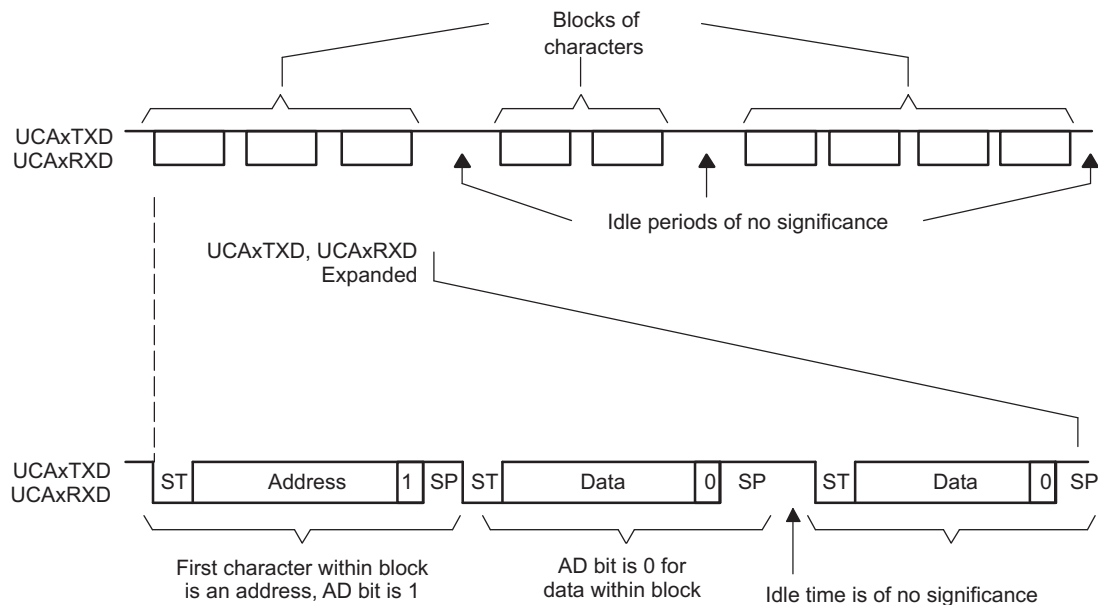 Blocks of
characters
UCAxTXD
UCAxRXD
Idle periods of no significance
UCAxTXD, UCAxRXD
Expanded
UCAxTXD
UCAxRXD
ST Address 1 SP ST Data 0 SP ST Data 0 SP
First character within block
is an address, AD bit is 1
AD bit is 0 for
data within block
Idle time is of no significance